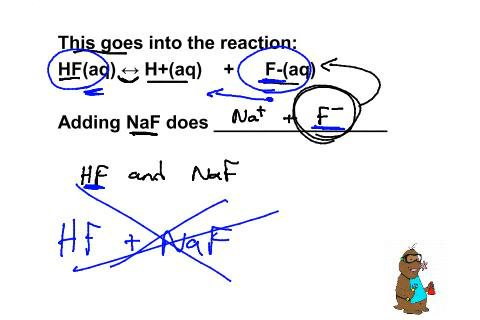 This goes into the reaction:
HF(aq) ↔ H+(aq) + F-(aq)
Adding NaF does Na⁺ + F⁻
HF and NaF
HF + NaF